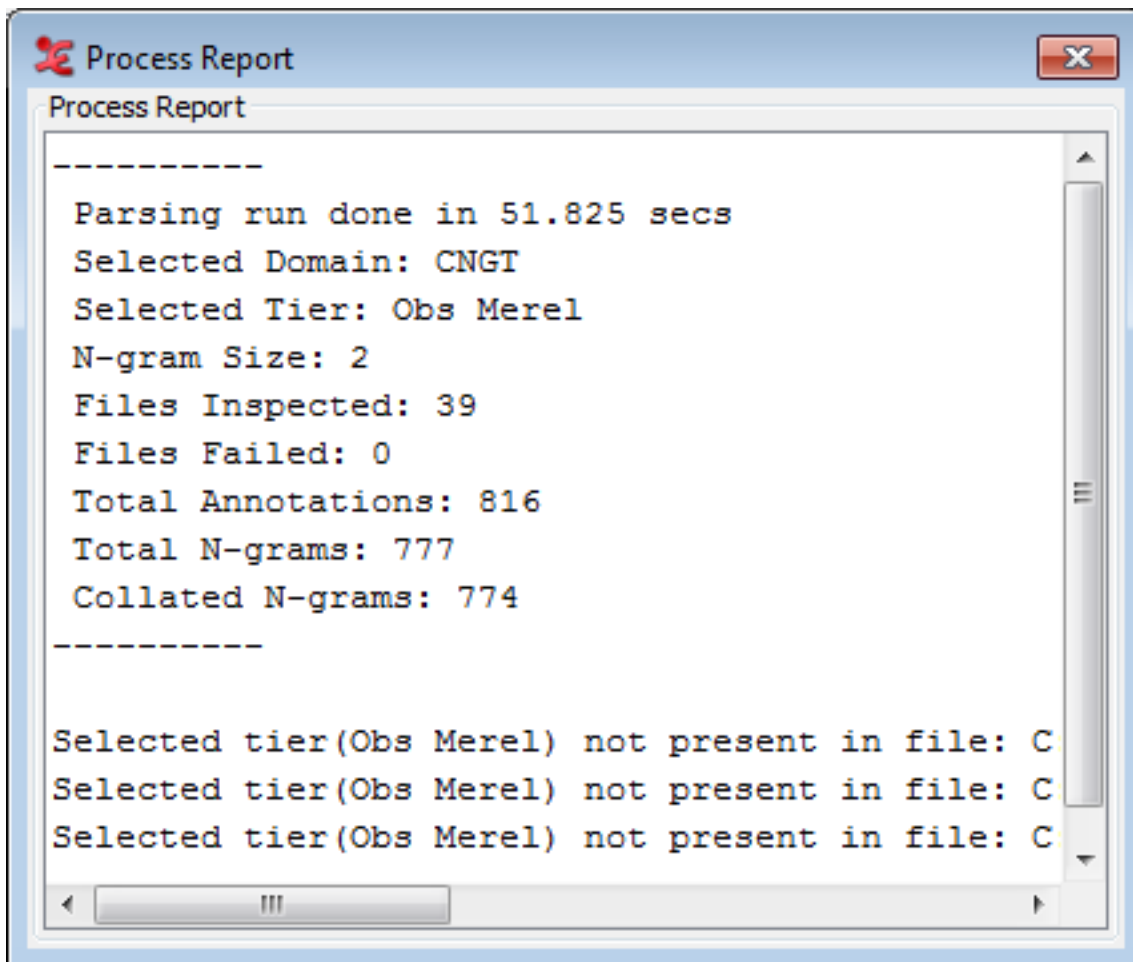 Process Report
Process Report
----------
Parsing run done in 51.825 secs
Selected Domain: CNGT
Selected Tier: Obs Merel
N-gram Size: 2
Files Inspected: 39
Files Failed: 0
Total Annotations: 816
Total N-grams: 777
Collated N-grams: 774
----------
Selected tier(Obs Merel) not present in file: C
Selected tier(Obs Merel) not present in file: C
Selected tier(Obs Merel) not present in file: C